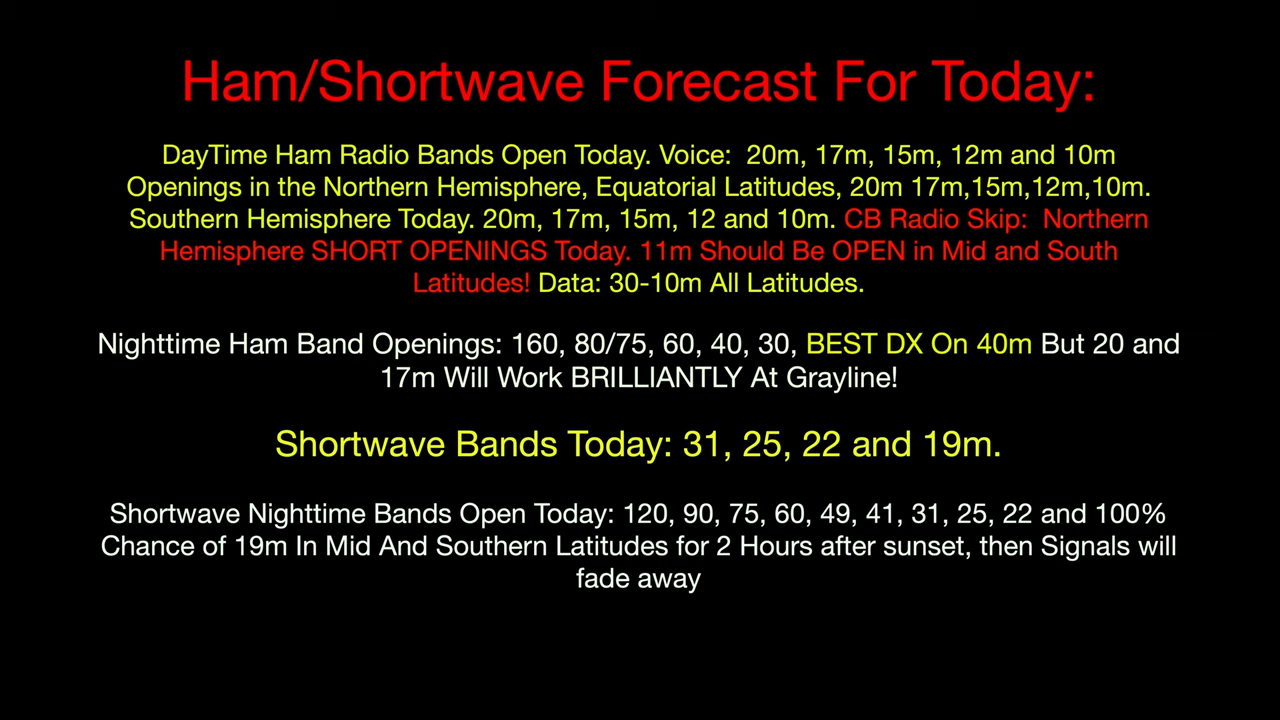 Ham/Shortwave Forecast For Today:
DayTime Ham Radio Bands Open Today. Voice:  20m, 17m, 15m, 12m and 10m
Openings in the Northern Hemisphere, Equatorial Latitudes, 20m 17m,15m,12m,10m.
Southern Hemisphere Today. 20m, 17m, 15m, 12 and 10m. CB Radio Skip:  Northern
Hemisphere SHORT OPENINGS Today. 11m Should Be OPEN in Mid and South
Latitudes! Data: 30-10m All Latitudes.
Nighttime Ham Band Openings: 160, 80/75, 60, 40, 30, BEST DX On 40m But 20 and
17m Will Work BRILLIANTLY At Grayline!
Shortwave Bands Today: 31, 25, 22 and 19m.
Shortwave Nighttime Bands Open Today: 120, 90, 75, 60, 49, 41, 31, 25, 22 and 100%
Chance of 19m In Mid And Southern Latitudes for 2 Hours after sunset, then Signals will
fade away